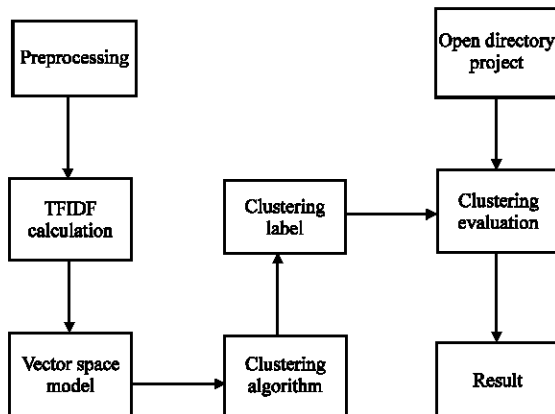 Preprocessing
Open directory
project
TFIDF
calculation
Clustering
label
Clustering
evaluation
Vector space
model
Clustering
algorithm
Result